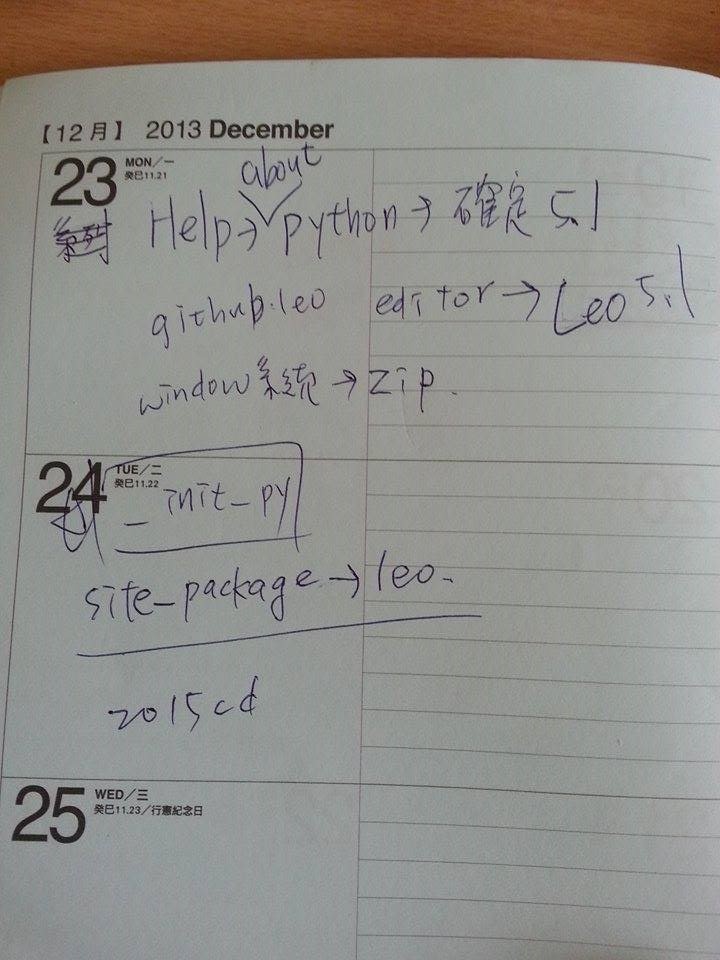 【12月】 2013 December
23 MON/一
癸巳11.21
about
Help→ python→ 確定 5.1
github.leo editor→ Leo 5.1
window系統→zip.
24 TUE/二
癸巳11.22
_init_py
site_package→leo.
2015cd
25 WED/三
癸巳11.23/行憲紀念日